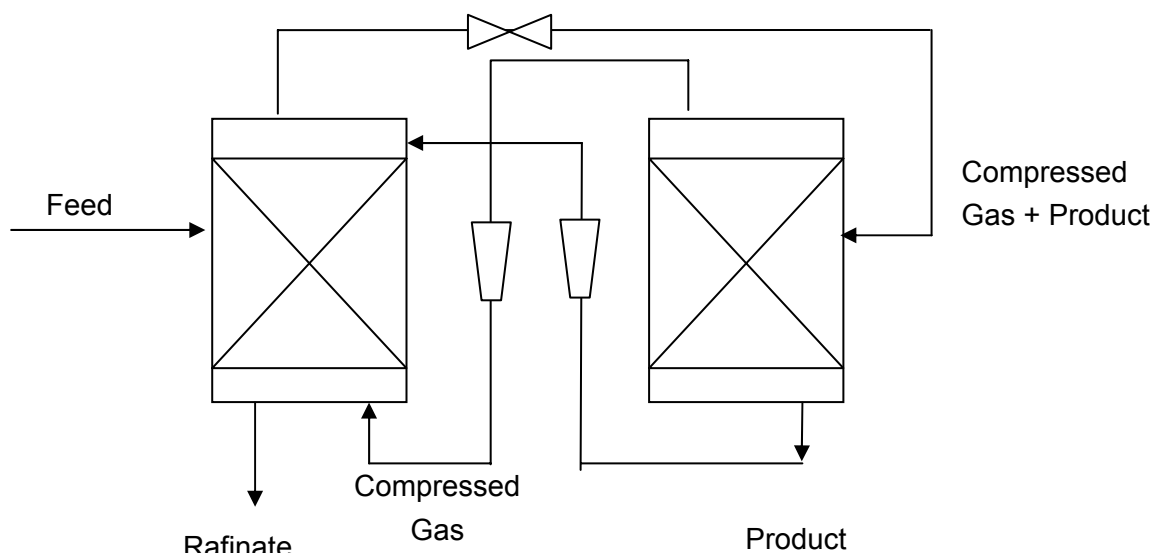 Feed
Compressed
Gas + Product
Compressed
Gas
Rafinate
Product